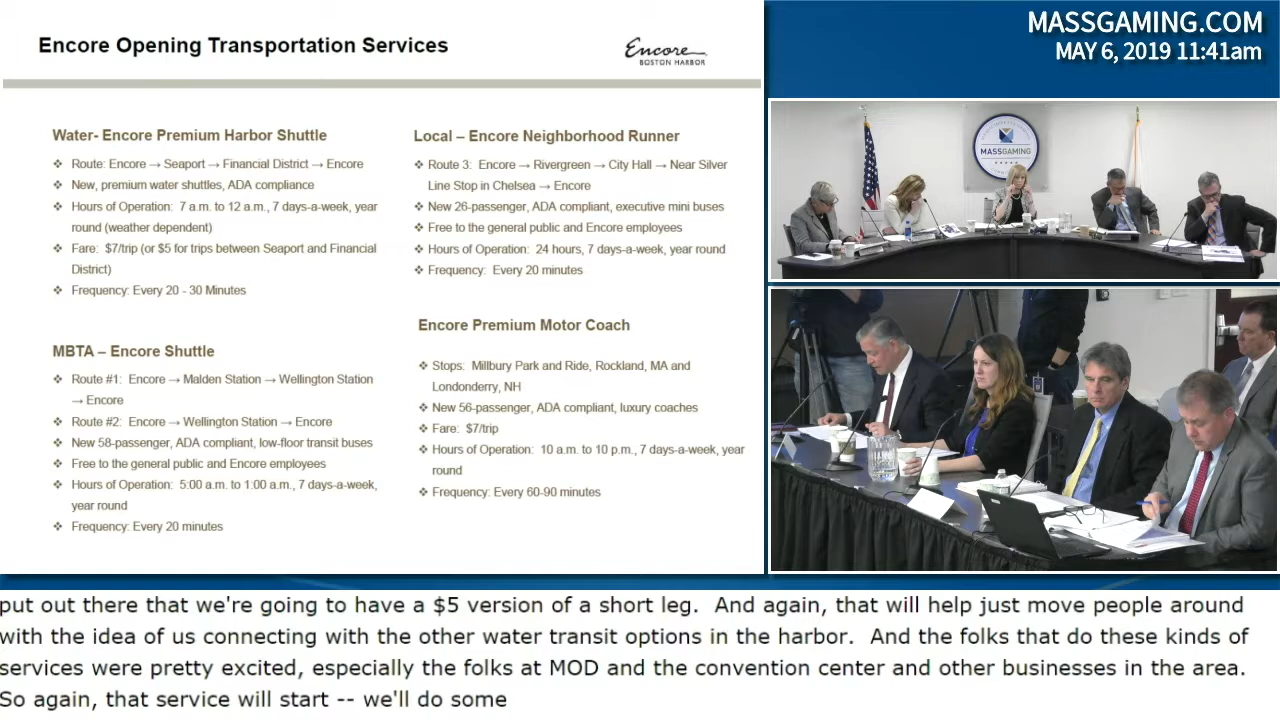 Encore Opening Transportation Services
Encore
BOSTON HARBOR
MASSGAMING.COM
MAY 6, 2019 11:41am
Water- Encore Premium Harbor Shuttle
❖ Route: Encore → Seaport → Financial District → Encore
❖ New, premium water shuttles, ADA compliance
❖ Hours of Operation: 7 a.m. to 12 a.m., 7 days-a-week, year
round (weather dependent)
❖ Fare: $7/trip (or $5 for trips between Seaport and Financial
District)
❖ Frequency: Every 20 - 30 Minutes
MBTA – Encore Shuttle
❖ Route #1: Encore → Malden Station → Wellington Station
→ Encore
❖ Route #2: Encore → Wellington Station → Encore
❖ New 58-passenger, ADA compliant, low-floor transit buses
❖ Free to the general public and Encore employees
❖ Hours of Operation: 5:00 a.m. to 1:00 a.m., 7 days-a-week,
year round
❖ Frequency: Every 20 minutes
Local – Encore Neighborhood Runner
❖ Route 3: Encore → Rivergreen → City Hall → Near Silver
Line Stop in Chelsea → Encore
❖ New 26-passenger, ADA compliant, executive mini buses
❖ Free to the general public and Encore employees
❖ Hours of Operation: 24 hours, 7 days-a-week, year round
❖ Frequency: Every 20 minutes
Encore Premium Motor Coach
❖ Stops: Millbury Park and Ride, Rockland, MA and
Londonderry, NH
❖ New 56-passenger, ADA compliant, luxury coaches
❖ Fare: $7/trip
❖ Hours of Operation: 10 a.m. to 10 p.m., 7 days-a-week, year
round
❖ Frequency: Every 60-90 minutes
MASSGAMING
put out there that we're going to have a $5 version of a short leg. And again, that will help just move people around
with the idea of us connecting with the other water transit options in the harbor. And the folks that do these kinds of
services were pretty excited, especially the folks at MOD and the convention center and other businesses in the area.
So again, that service will start -- we'll do some